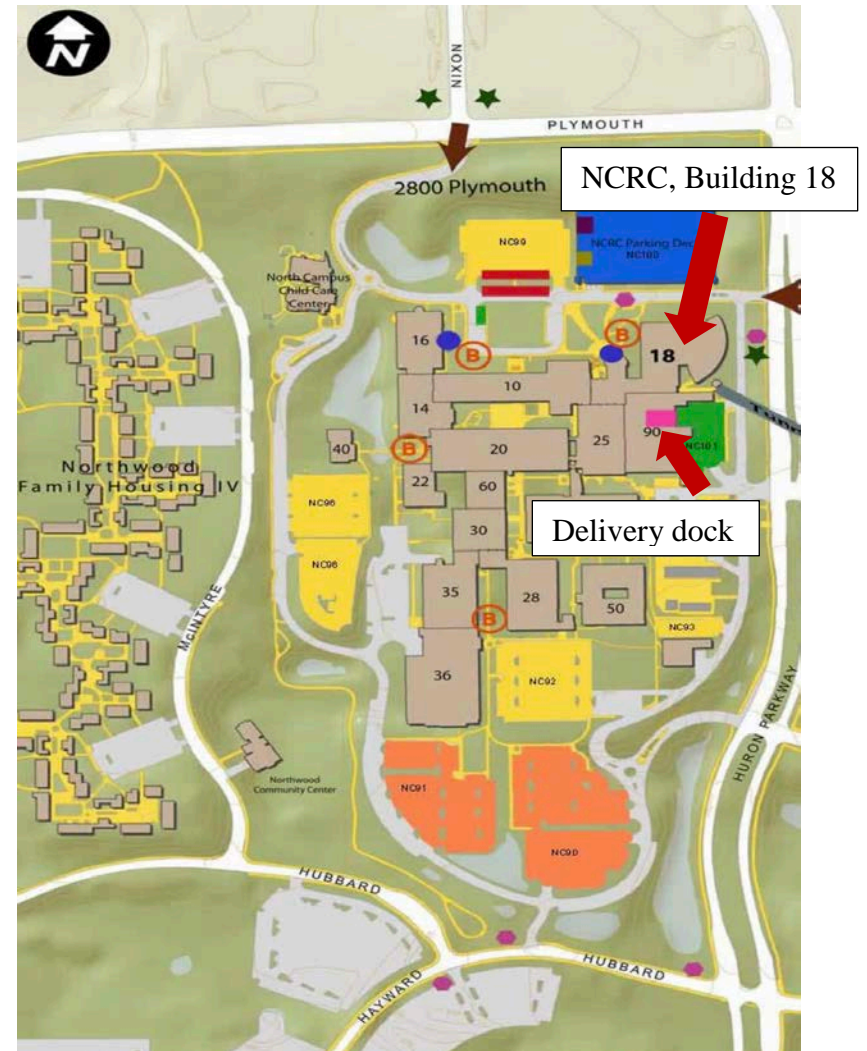 N
NIXON
PLYMOUTH
2800 Plymouth
NCRC, Building 18
NC99
NCRC Parking Dec
NC100
North Campus
Child Care
Center
16
B
B
18
10
14
40
B
20
25
90
NC101
Northwood
Family Housing IV
22
60
NC96
30
Delivery dock
NC96
35
28
50
B
NC93
McINTYRE
36
NC92
HURON PARKWAY
Northwood
Community Center
NC91
NC90
HUBBARD
HAYWARD
HUBBARD